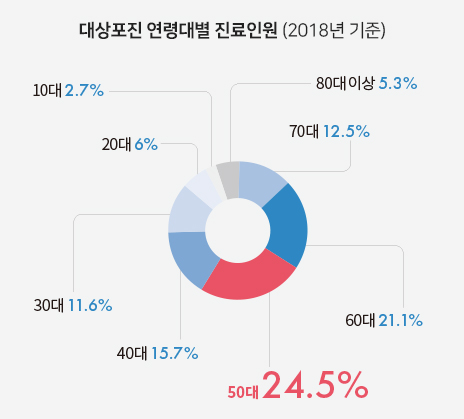 대상포진 연령대별 진료인원 (2018년 기준)
80대이상 5.3%
10대 2.7%
70대 12.5%
20대 6%
30대 11.6%
60대 21.1%
40대 15.7%
50대 24.5%